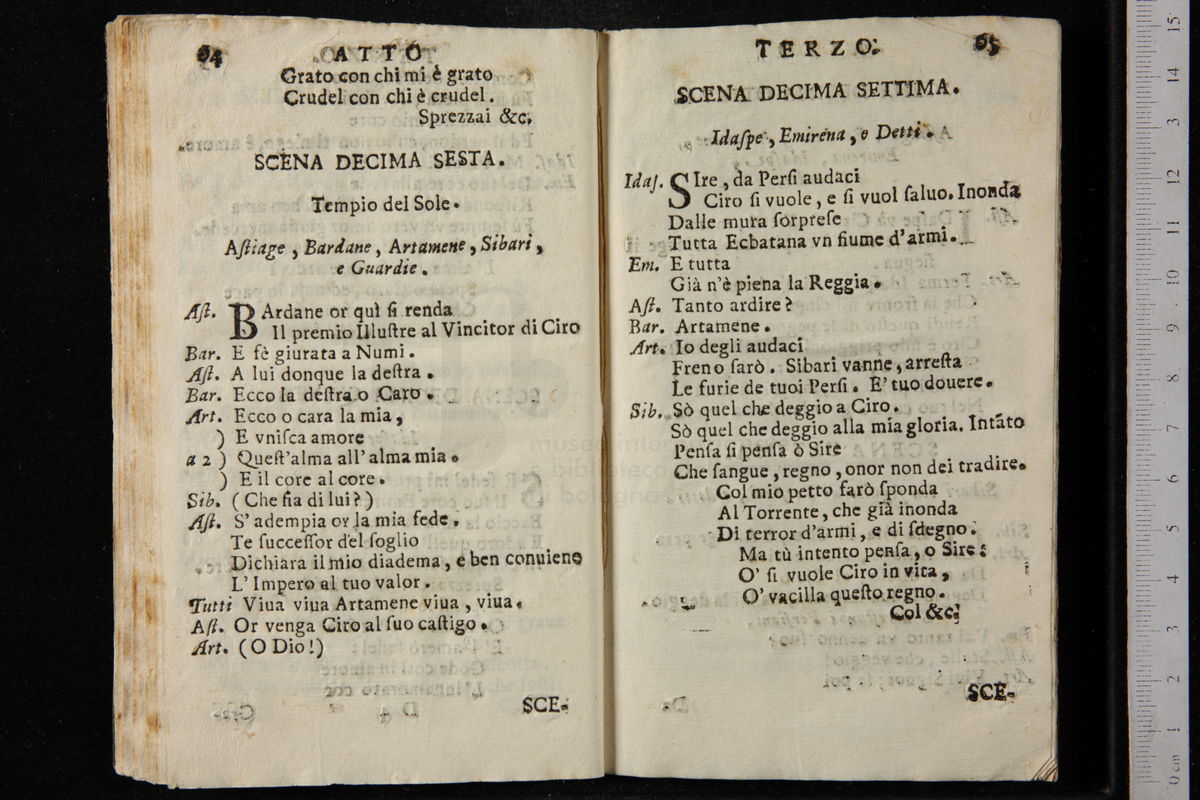 64
ATTO
Grato con chi mi è grato
Crudel con chi è crudel.
Sprezzai &c.
SCENA DECIMA SESTA.
Tempio del Sole.
Aſtiage, Bardane, Artamene, Sibari,
e Guardie.
Aſt. BArdane or quì ſi renda
Il premio Illuſtre al Vincitor di Ciro
Bar. E fè giurata a Numi.
Aſt. A lui donque la deſtra.
Bar. Ecco la deſtra o Caro.
Art. Ecco o cara la mia,
) E vniſca amore
a 2 ) Queſt'alma all'alma mia.
) E il core al core.
Sib. (Che fia di lui?)
Aſt. S'adempia or la mia fede.
Te ſucceſſor del ſoglio
Dichiara il mio diadema, e ben conuiene
L'Impero al tuo valor.
Tutti Viua viua Artamene viua, viua.
Aſt. Or venga Ciro al ſuo caſtigo.
Art. (O Dio!)
SCE-
TERZO.
65
SCENA DECIMA SETTIMA.
Idaſpe, Emirena, e Detti.
Idaſ. SIre, da Perſi audaci
Ciro ſi vuole, e ſi vuol ſaluo. Inonda
Dalle mura ſorpreſe
Tutta Ecbatana vn fiume d'armi.
Em. E tutta
Già n'è piena la Reggia.
Aſt. Tanto ardire?
Bar. Artamene.
Art. Io degli audaci
Freno ſarò. Sibari vanne, arreſta
Le furie de tuoi Perſi. E' tuo douere.
Sib. Sò quel che deggio a Ciro.
Sò quel che deggio alla mia gloria. Intãto
Penſa ſi penſa ò Sire
Che ſangue, regno, onor non dei tradire.
Col mio petto farò ſponda
Al Torrente, che già inonda
Di terror d'armi, e di ſdegno.
Ma tù intento penſa, o Sire:
O' ſi vuole Ciro in vita,
O' vacilla queſto regno.
Col &c.
SCE-